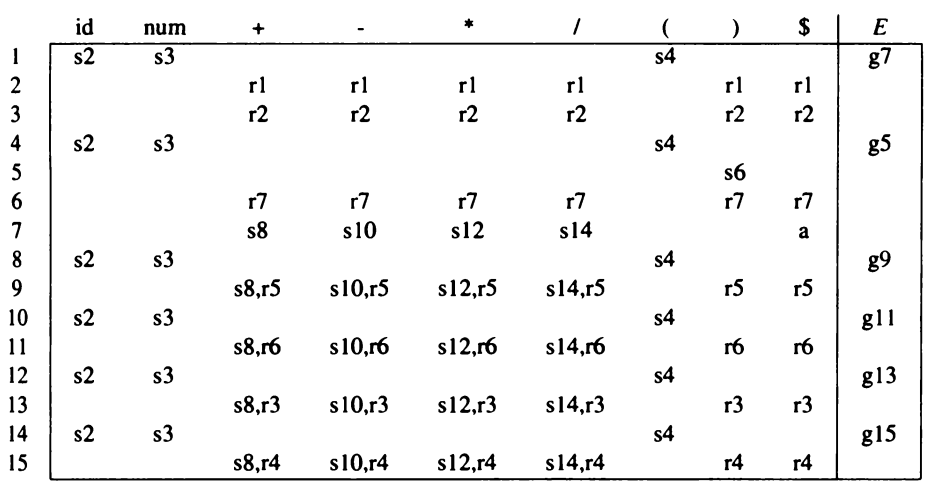 id num + - * / ( ) $ E
1 s2 s3 s4 g7
2 r1 r1 r1 r1 r1 r1
3 r2 r2 r2 r2 r2 r2
4 s2 s3 s4 g5
5 s6
6 r7 r7 r7 r7 r7 r7
7 s8 s10 s12 s14 a
8 s2 s3 s4 g9
9 s8,r5 s10,r5 s12,r5 s14,r5 r5 r5
10 s2 s3 s4 g11
11 s8,r6 s10,r6 s12,r6 s14,r6 r6 r6
12 s2 s3 s4 g13
13 s8,r3 s10,r3 s12,r3 s14,r3 r3 r3
14 s2 s3 s4 g15
15 s8,r4 s10,r4 s12,r4 s14,r4 r4 r4